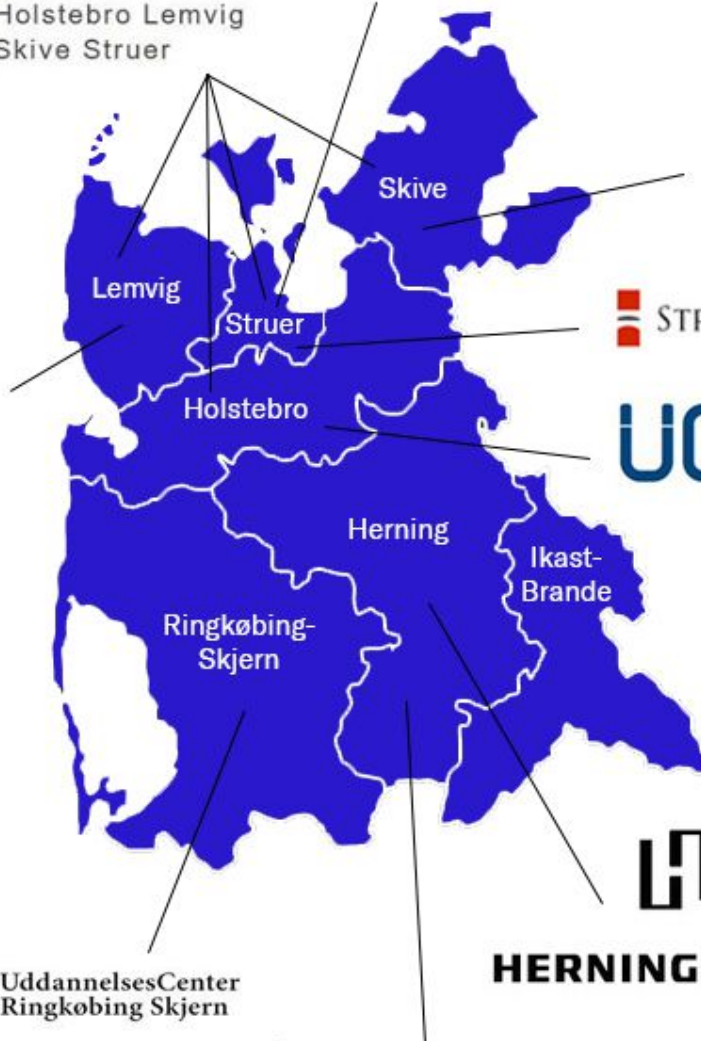 Holstebro Lemvig
Skive Struer
Skive
Lemvig
Struer
Holstebro
Herning
Ikast-
Brande
Ringkøbing-
Skjern
HERNING
UddannelsesCenter
Ringkøbing Skjern